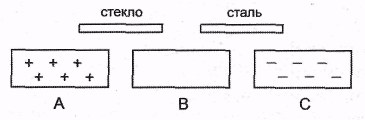 стекло сталь
+ + +
+ + +
− − −
− − −
А В С